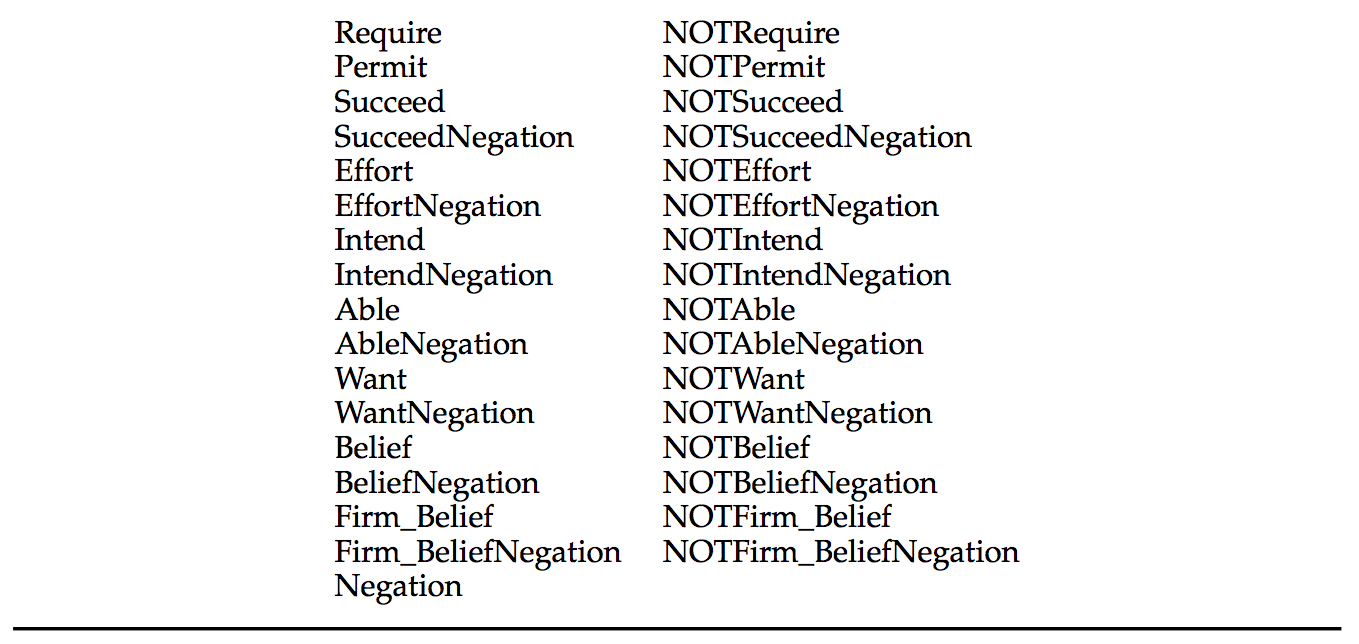 Require NOTRequire
Permit NOTPermit
Succeed NOTSucceed
SucceedNegation NOTSucceedNegation
Effort NOTEffort
EffortNegation NOTEffortNegation
Intend NOTIntend
IntendNegation NOTIntendNegation
Able NOTAble
AbleNegation NOTAbleNegation
Want NOTWant
WantNegation NOTWantNegation
Belief NOTBelief
BeliefNegation NOTBeliefNegation
Firm_Belief NOTFirm_Belief
Firm_BeliefNegation NOTFirm_BeliefNegation
Negation